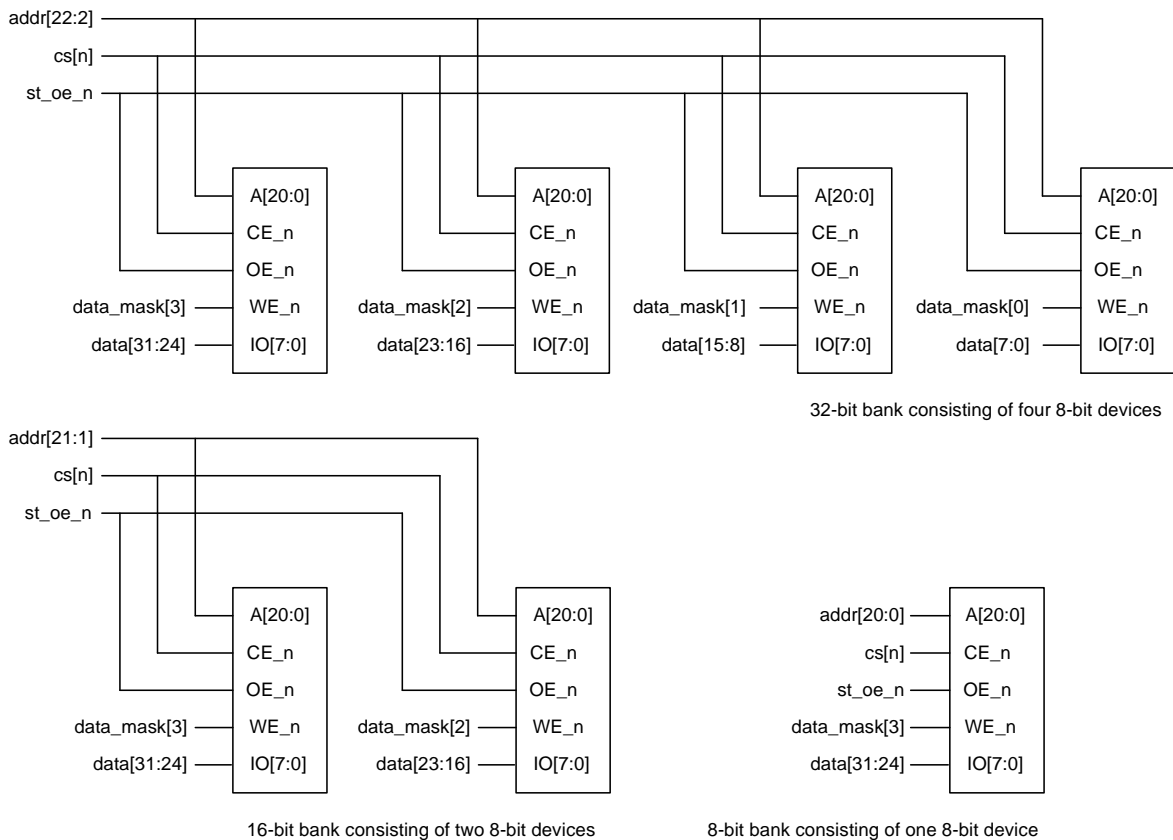 addr[22:2]
cs[n]
st_oe_n
A[20:0] A[20:0] A[20:0] A[20:0]
CE_n CE_n CE_n CE_n
OE_n OE_n OE_n OE_n
data_mask[3] WE_n data_mask[2] WE_n data_mask[1] WE_n data_mask[0] WE_n
data[31:24] IO[7:0] data[23:16] IO[7:0] data[15:8] IO[7:0] data[7:0] IO[7:0]
32-bit bank consisting of four 8-bit devices
addr[21:1]
cs[n]
st_oe_n
A[20:0] A[20:0] addr[20:0] A[20:0]
CE_n CE_n cs[n] CE_n
OE_n OE_n st_oe_n OE_n
data_mask[3] WE_n data_mask[2] WE_n data_mask[3] WE_n
data[31:24] IO[7:0] data[23:16] IO[7:0] data[31:24] IO[7:0]
16-bit bank consisting of two 8-bit devices 8-bit bank consisting of one 8-bit device